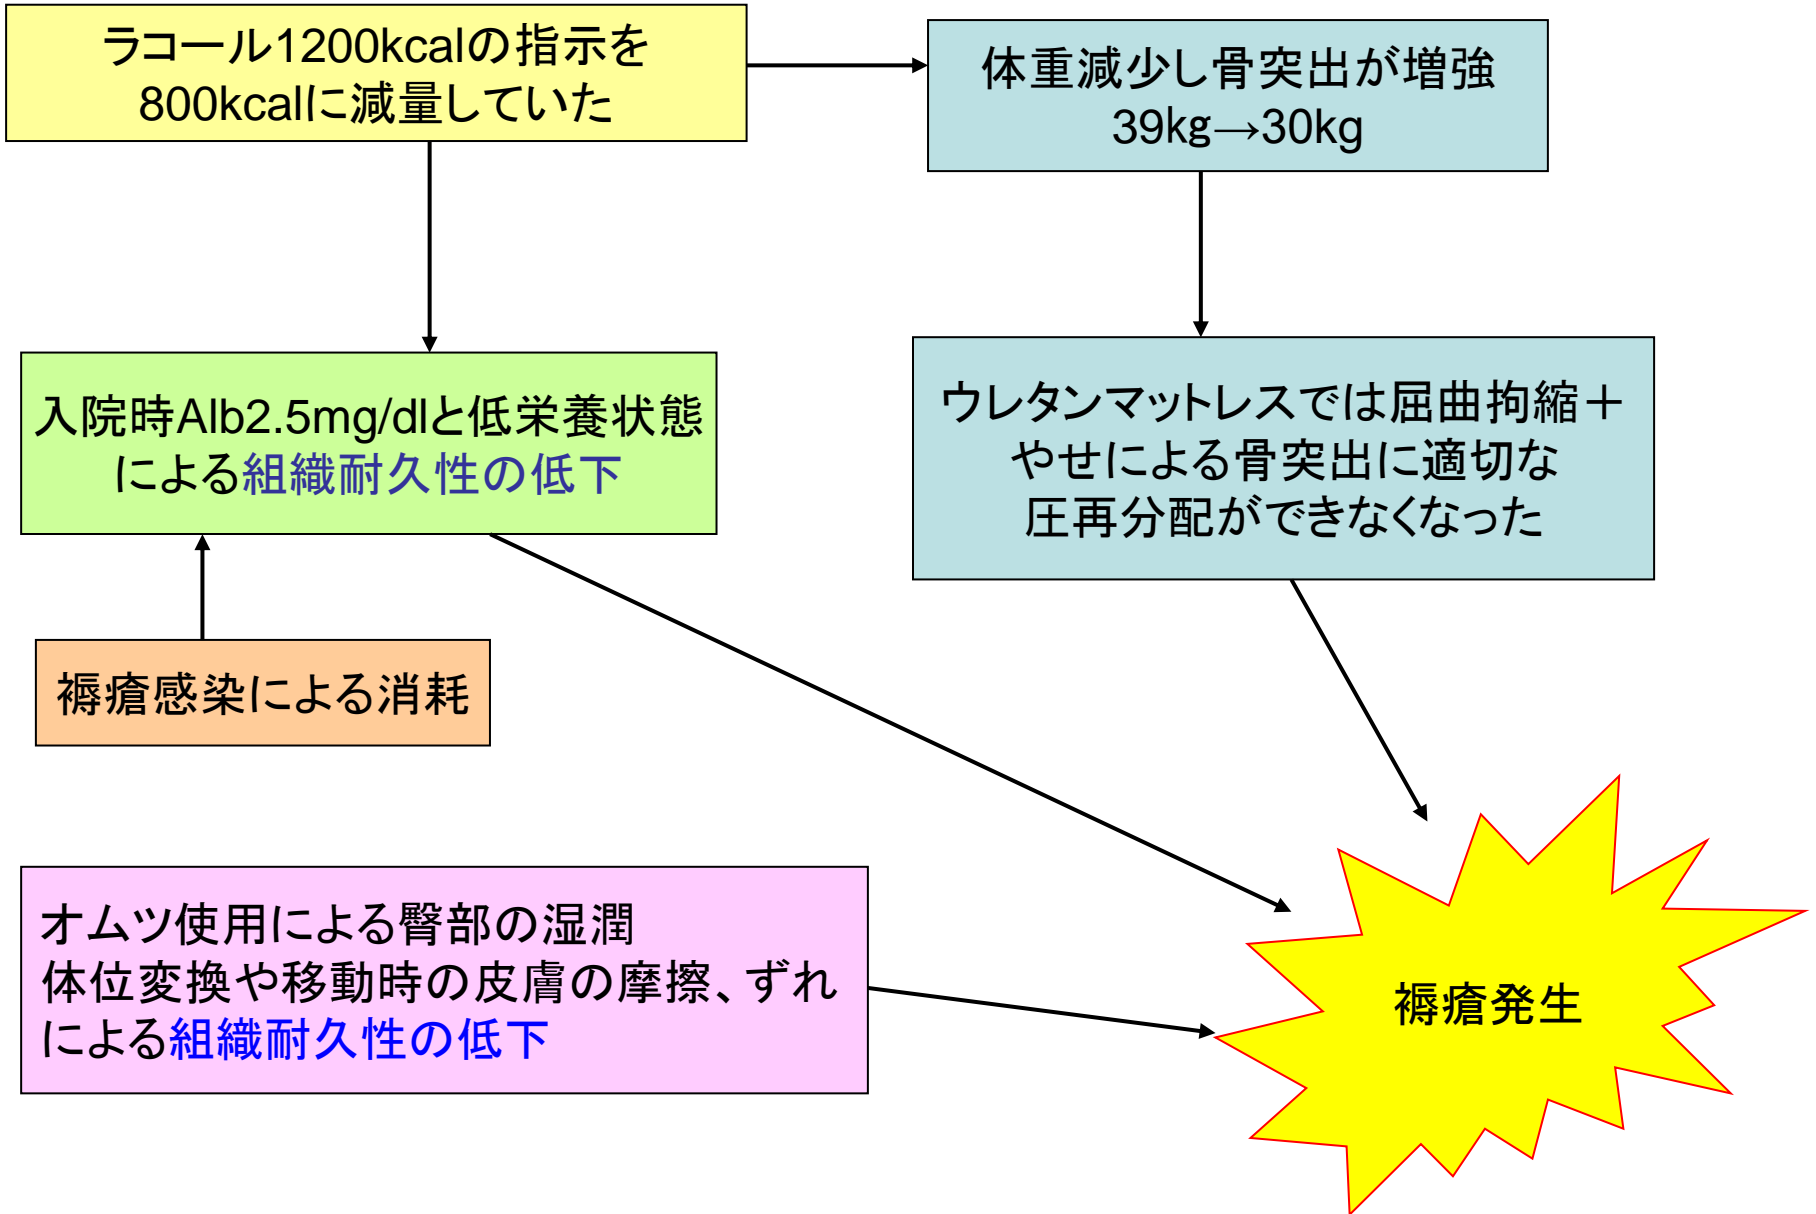 ラコール1200kcalの指示を
800kcalに減量していた
体重減少し骨突出が増強
39kg→30kg
入院時Alb2.5mg/dlと低栄養状態
による組織耐久性の低下
ウレタンマットレスでは屈曲拘縮＋
やせによる骨突出に適切な
圧再分配ができなくなった
褥瘡感染による消耗
オムツ使用による臀部の湿潤
体位変換や移動時の皮膚の摩擦、ずれ
による組織耐久性の低下
褥瘡発生